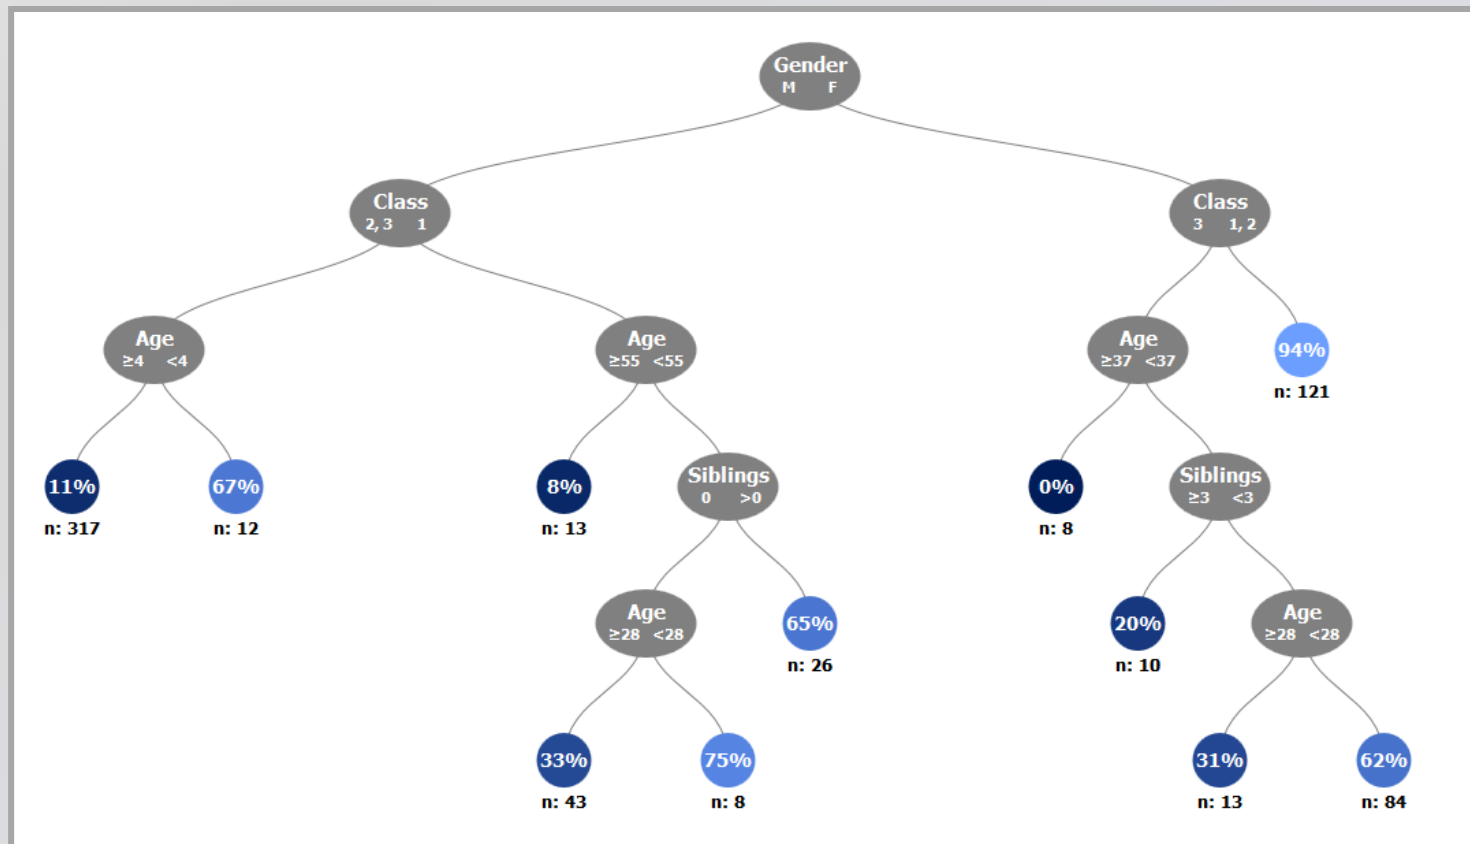 Gender
M F
Class
2, 3 1
Class
3 1, 2
Age
≥4 <4
Age
≥55 <55
Age
≥37 <37
94%
n: 121
11%
n: 317
67%
n: 12
8%
n: 13
Siblings
0 >0
0%
n: 8
Siblings
≥3 <3
Age
≥28 <28
65%
n: 26
20%
n: 10
Age
≥28 <28
33%
n: 43
75%
n: 8
31%
n: 13
62%
n: 84